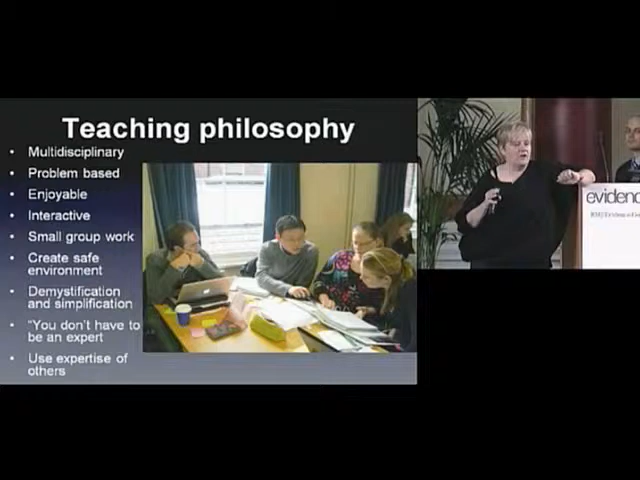 Teaching philosophy
• Multidisciplinary
• Problem based
• Enjoyable
• Interactive
• Small group work
• Create safe
environment
• Demystification
and simplification
• "You don't have to
be an expert
• Use expertise of
others
evidenc